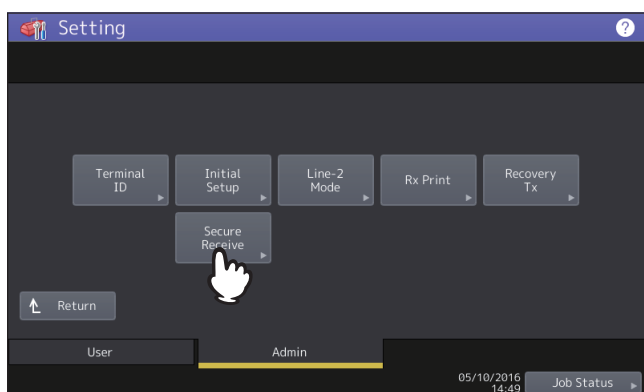 Setting
?
Terminal
ID
Initial
Setup
Line-2
Mode
Rx Print
Recovery
Tx
Secure
Receive
Return
User
Admin
05/10/2016
14:49
Job Status